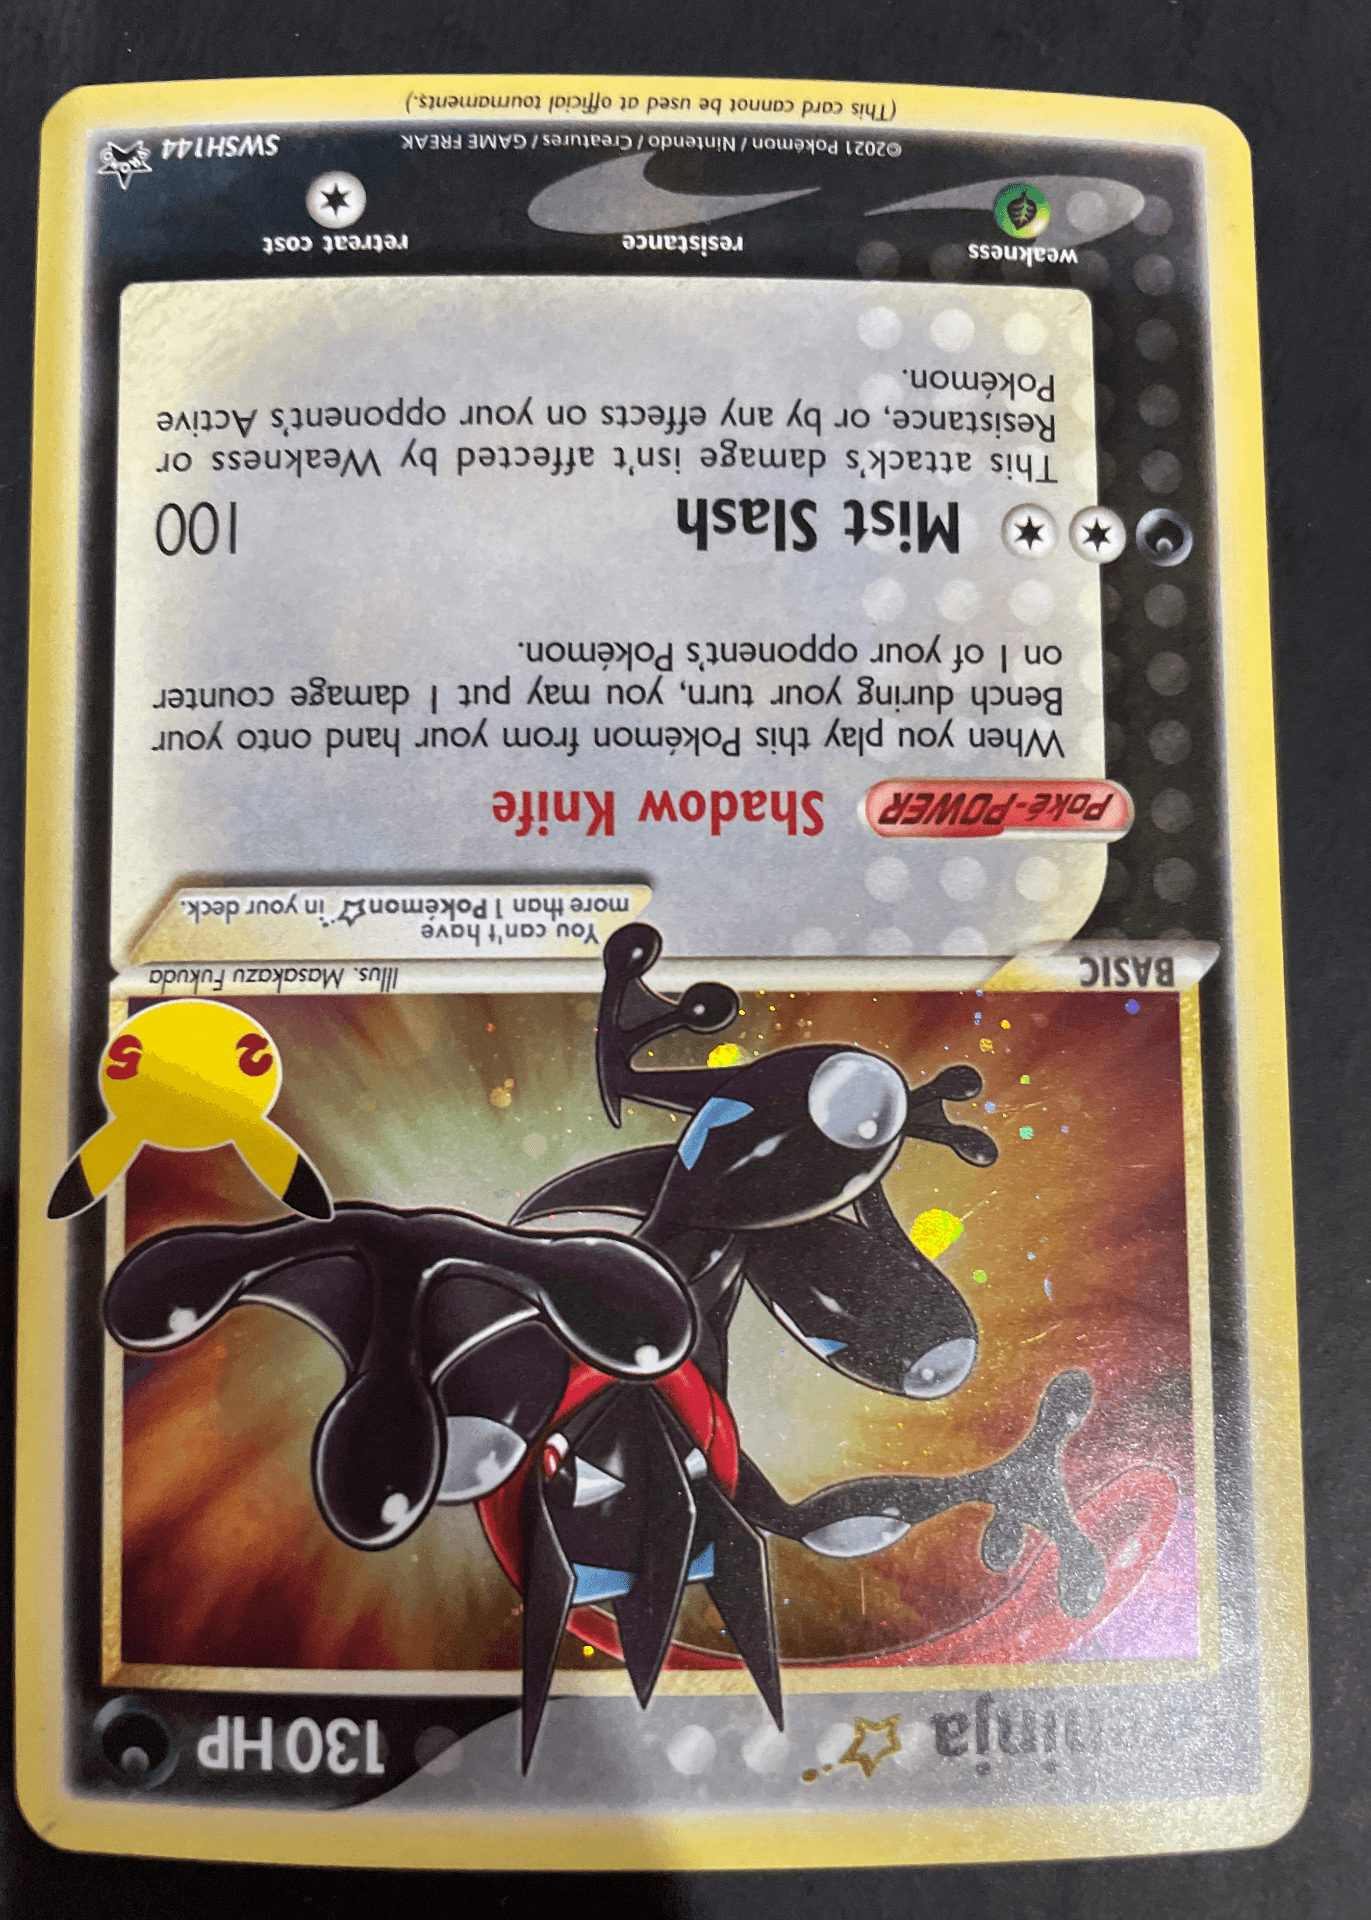 130 HP
25
Illus. Masakazu Fukuda
BASIC
You can't have
more than 1 Pokémon☆ in your deck.
Poké-POWER Shadow Knife
When you play this Pokémon from your hand onto your
Bench during your turn, you may put 1 damage counter
on 1 of your opponent's Pokémon.
Mist Slash 100
This attack's damage isn't affected by Weakness or
Resistance, or by any effects on your opponent's Active
Pokémon.
weakness resistance retreat cost
©2021 Pokémon / Nintendo / Creatures / GAME FREAK SWSH144
(This card cannot be used at official tournaments.)